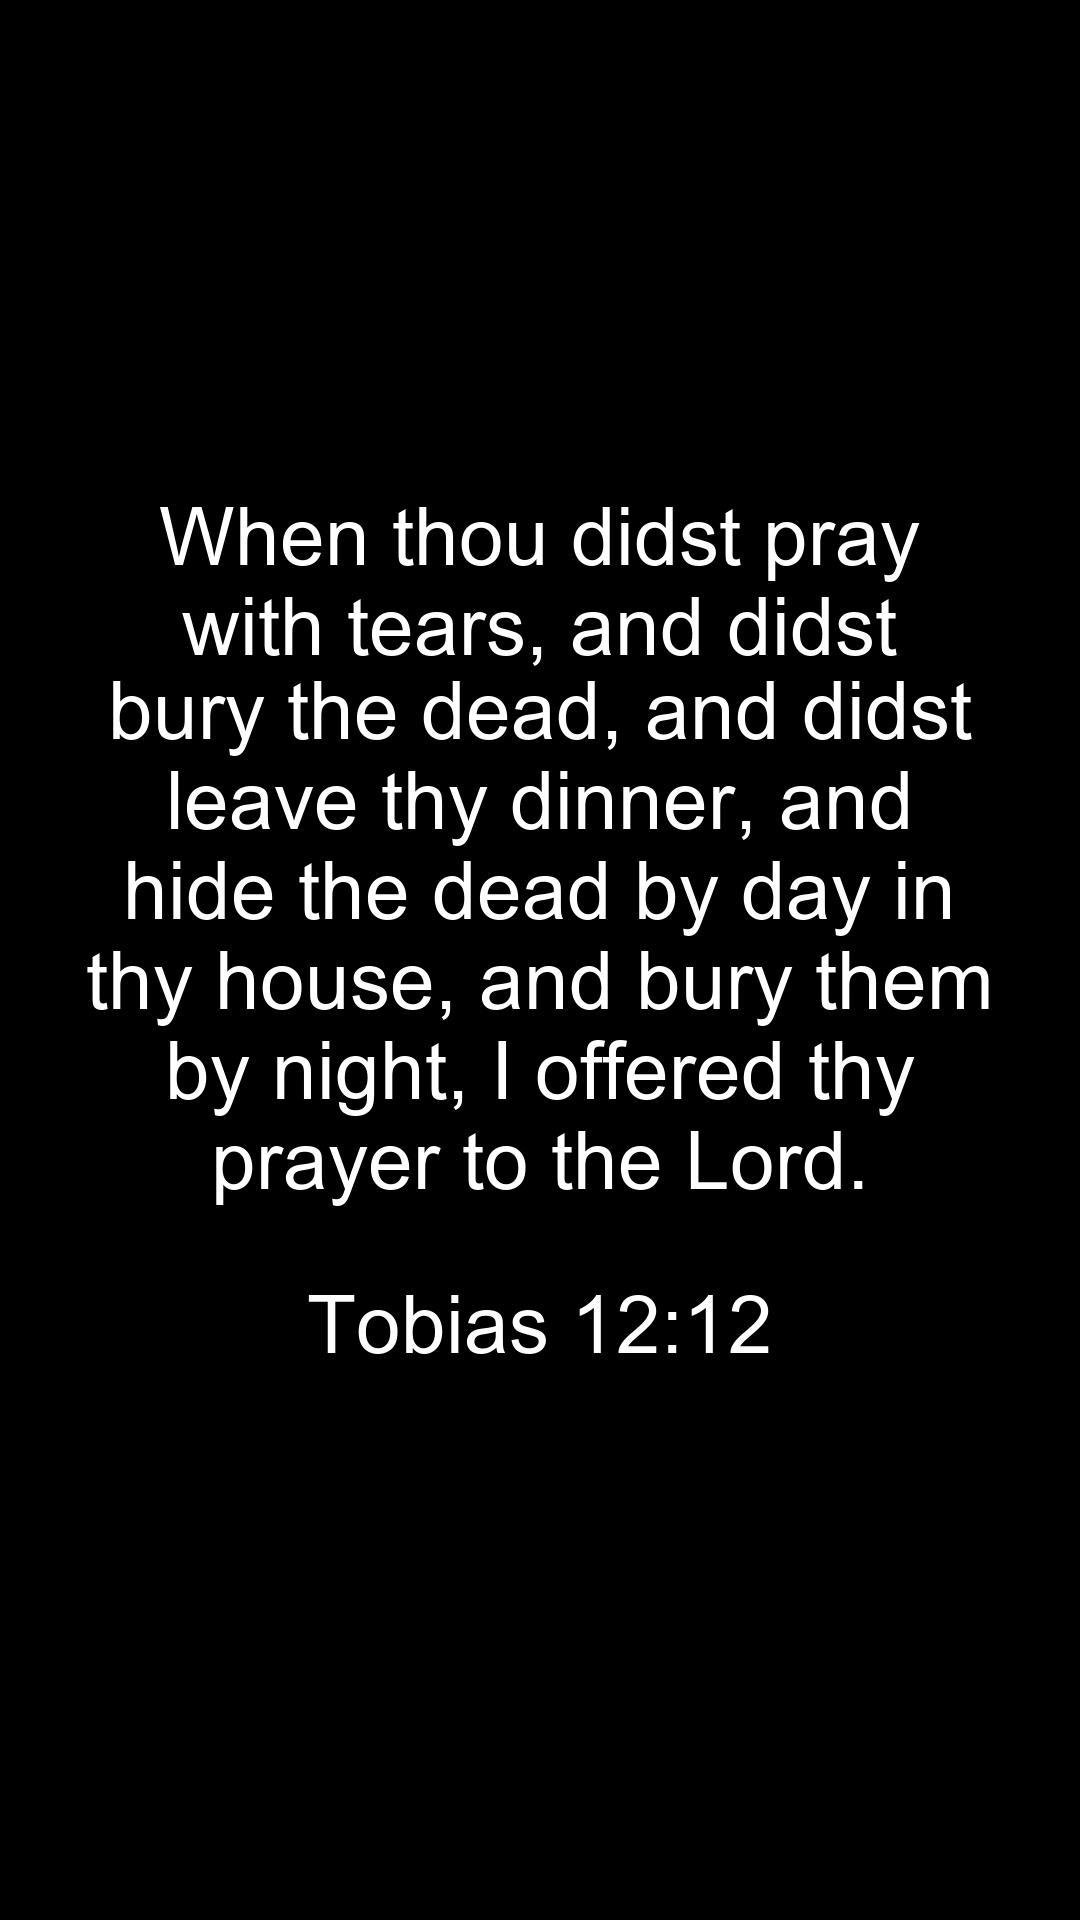 When thou didst pray
with tears, and didst
bury the dead, and didst
leave thy dinner, and
hide the dead by day in
thy house, and bury them
by night, I offered thy
prayer to the Lord.
Tobias 12:12